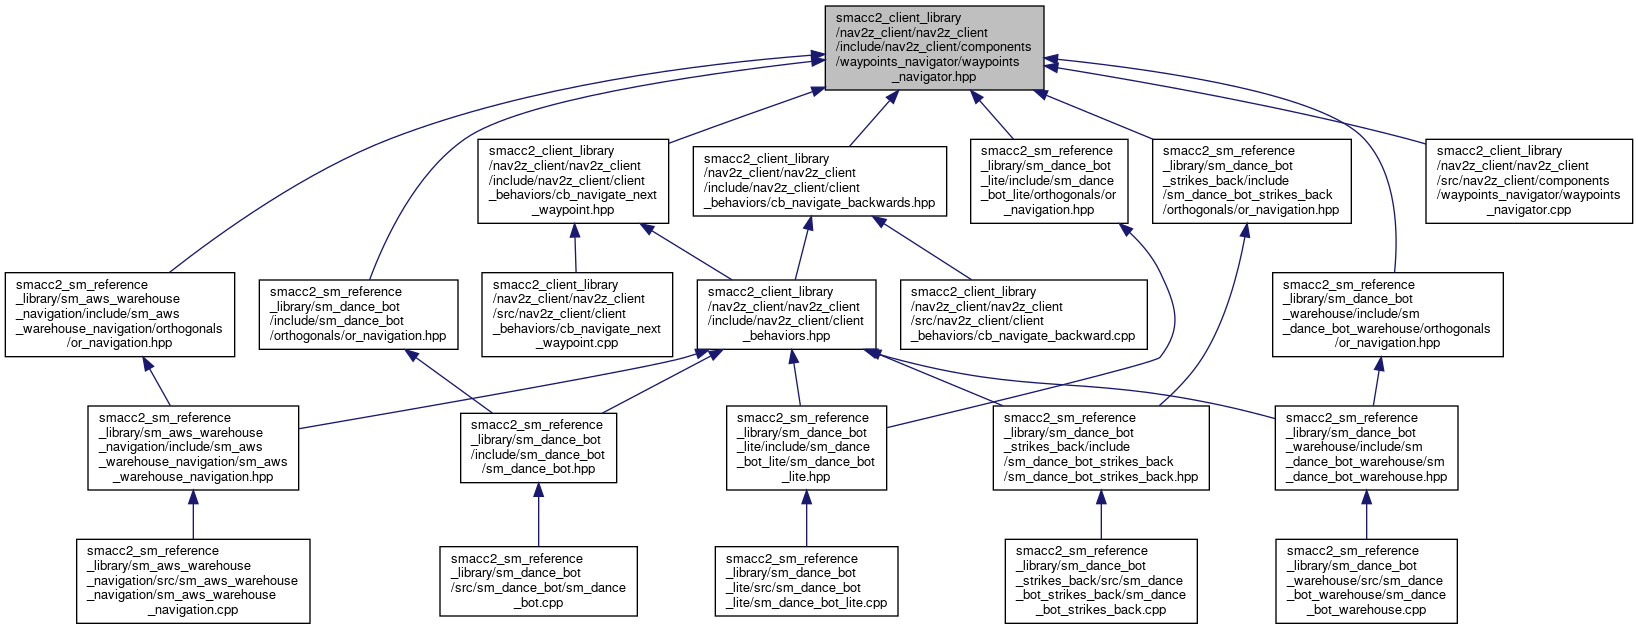 smacc2_client_library
/nav2z_client/nav2z_client
/include/nav2z_client/components
/waypoints_navigator/waypoints
_navigator.hpp
smacc2_client_library
/nav2z_client/nav2z_client
/include/nav2z_client/client
_behaviors/cb_navigate_next
_waypoint.hpp
smacc2_client_library
/nav2z_client/nav2z_client
/include/nav2z_client/client
_behaviors/cb_navigate_backwards.hpp
smacc2_sm_reference
_library/sm_dance_bot
_lite/include/sm_dance
_bot_lite/orthogonals/or
_navigation.hpp
smacc2_sm_reference
_library/sm_dance_bot
_strikes_back/include
/sm_dance_bot_strikes_back
/orthogonals/or_navigation.hpp
smacc2_client_library
/nav2z_client/nav2z_client
/src/nav2z_client/components
/waypoints_navigator/waypoints
_navigator.cpp
smacc2_sm_reference
_library/sm_aws_warehouse
_navigation/include/sm_aws
_warehouse_navigation/orthogonals
/or_navigation.hpp
smacc2_sm_reference
_library/sm_dance_bot
/include/sm_dance_bot
/orthogonals/or_navigation.hpp
smacc2_client_library
/nav2z_client/nav2z_client
/src/nav2z_client/client
_behaviors/cb_navigate_next
_waypoint.cpp
smacc2_client_library
/nav2z_client/nav2z_client
/include/nav2z_client/client
_behaviors.hpp
smacc2_client_library
/nav2z_client/nav2z_client
/src/nav2z_client/client
_behaviors/cb_navigate_backward.cpp
smacc2_sm_reference
_library/sm_dance_bot
_warehouse/include/sm
_dance_bot_warehouse/orthogonals
/or_navigation.hpp
smacc2_sm_reference
_library/sm_aws_warehouse
_navigation/include/sm_aws
_warehouse_navigation/sm_aws
_warehouse_navigation.hpp
smacc2_sm_reference
_library/sm_dance_bot
/include/sm_dance_bot
/sm_dance_bot.hpp
smacc2_sm_reference
_library/sm_dance_bot
_lite/include/sm_dance
_bot_lite/sm_dance_bot
_lite.hpp
smacc2_sm_reference
_library/sm_dance_bot
_strikes_back/include
/sm_dance_bot_strikes_back
/sm_dance_bot_strikes_back.hpp
smacc2_sm_reference
_library/sm_dance_bot
_warehouse/include/sm
_dance_bot_warehouse/sm
_dance_bot_warehouse.hpp
smacc2_sm_reference
_library/sm_aws_warehouse
_navigation/src/sm_aws_warehouse
_navigation/sm_aws_warehouse
_navigation.cpp
smacc2_sm_reference
_library/sm_dance_bot
/src/sm_dance_bot/sm_dance
_bot.cpp
smacc2_sm_reference
_library/sm_dance_bot
_lite/src/sm_dance_bot
_lite/sm_dance_bot_lite.cpp
smacc2_sm_reference
_library/sm_dance_bot
_strikes_back/src/sm_dance
_bot_strikes_back/sm_dance
_bot_strikes_back.cpp
smacc2_sm_reference
_library/sm_dance_bot
_warehouse/src/sm_dance
_bot_warehouse/sm_dance
_bot_warehouse.cpp